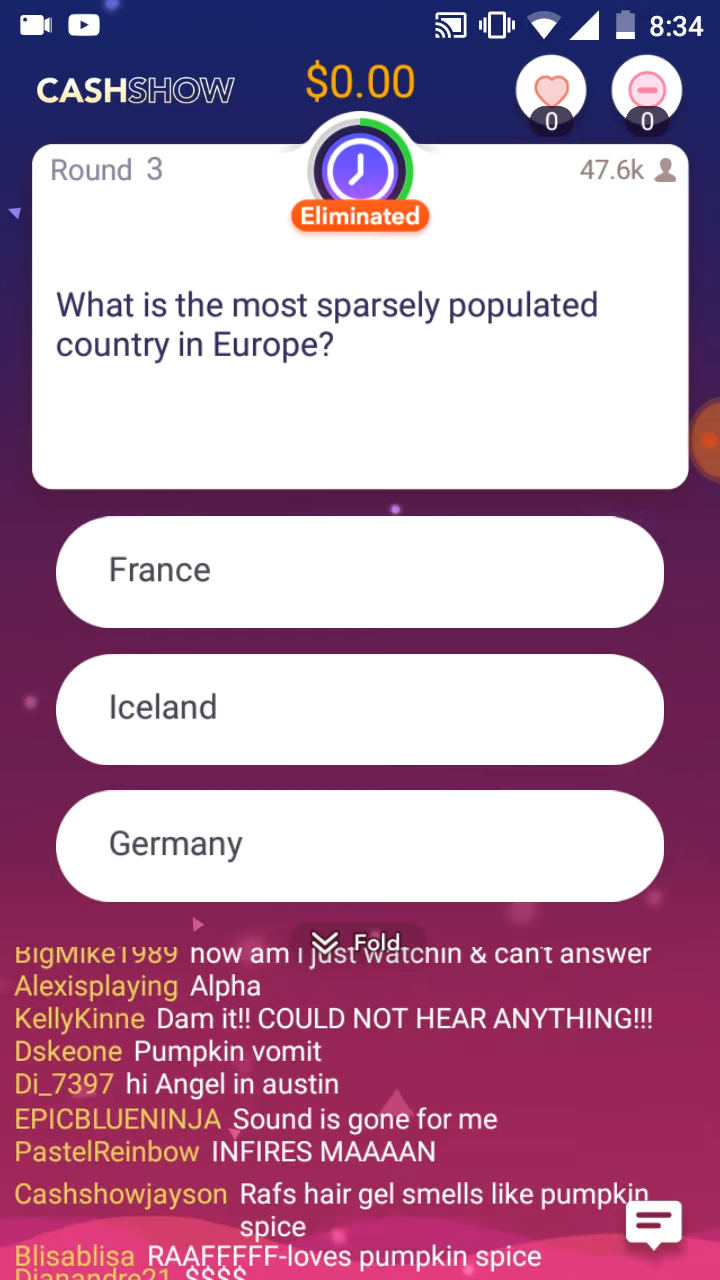 8:34
CASHSHOW
$0.00
0
0
Round 3
47.6k
Eliminated
What is the most sparsely populated
country in Europe?
France
Iceland
Germany
Fold
BigMike1989 how am i just watchin & can't answer
Alexisplaying Alpha
KellyKinne Dam it!! COULD NOT HEAR ANYTHING!!!
Dskeone Pumpkin vomit
Di_7397 hi Angel in austin
EPICBLUENINJA Sound is gone for me
PastelReinbow INFIRES MAAAAN
Cashshowjayson Rafs hair gel smells like pumpkin
spice
Blisablisa RAAFFFFF-loves pumpkin spice
Dianandre21 $$$$